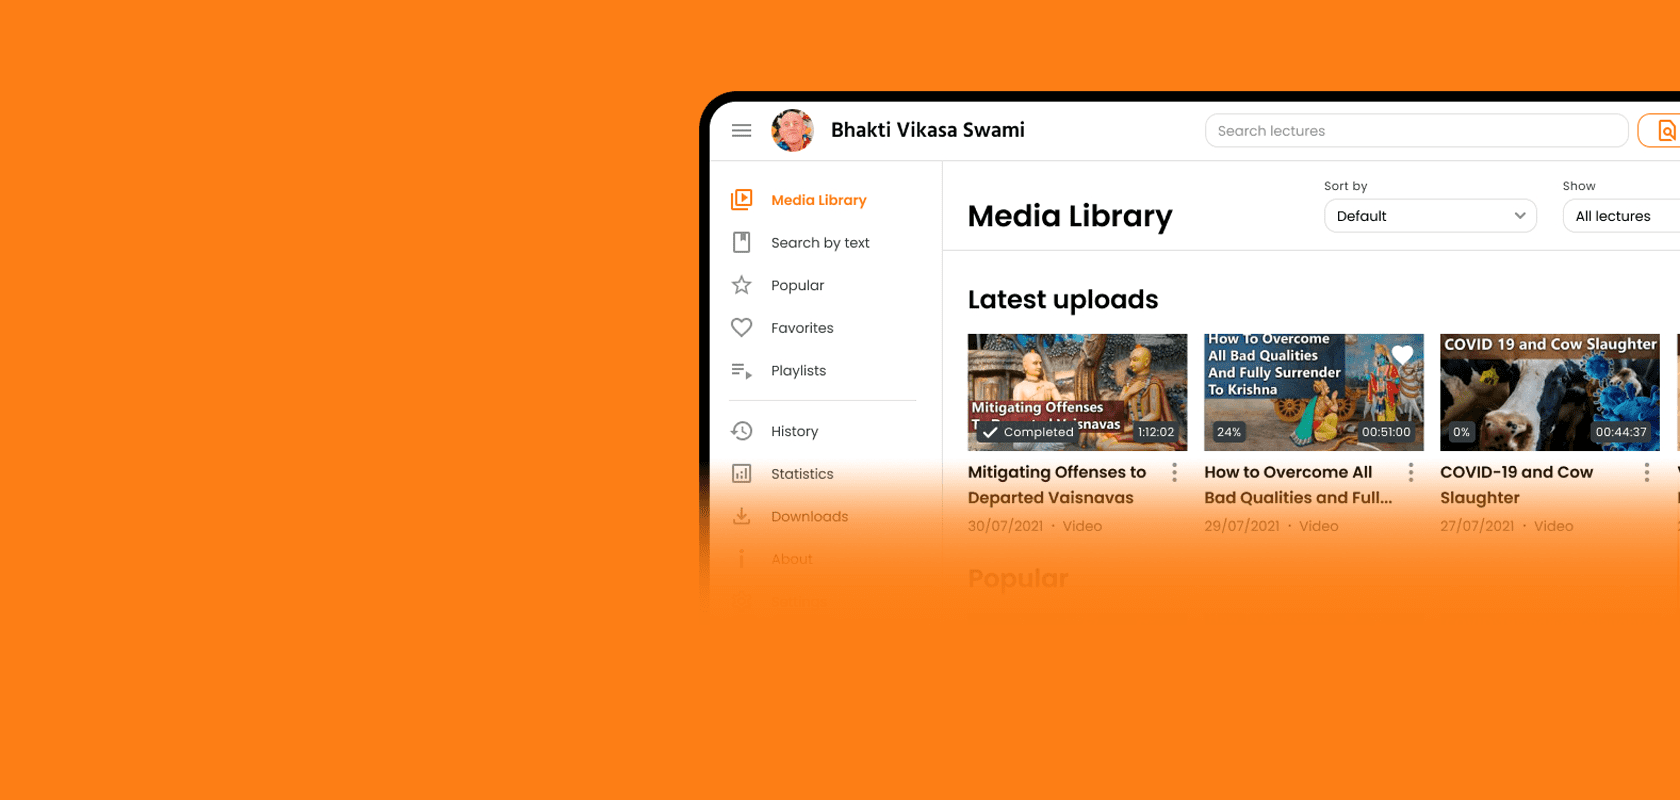 Bhakti Vikasa Swami
Search lectures
Media Library
Search by text
Popular
Favorites
Playlists
History
Statistics
Downloads
About
Media Library
Sort by
Default
Show
All lectures
Latest uploads
Mitigating Offenses
To Departed Vaisnavas
Completed
1:12:02
Mitigating Offenses to
Departed Vaisnavas
30/07/2021 · Video
How To Overcome
All Bad Qualities
And Fully Surrender
To Krishna
24%
00:51:00
How to Overcome All
Bad Qualities and Full...
29/07/2021 · Video
COVID 19 and Cow Slaughter
0%
00:44:37
COVID-19 and Cow
Slaughter
27/07/2021 · Video
Popular